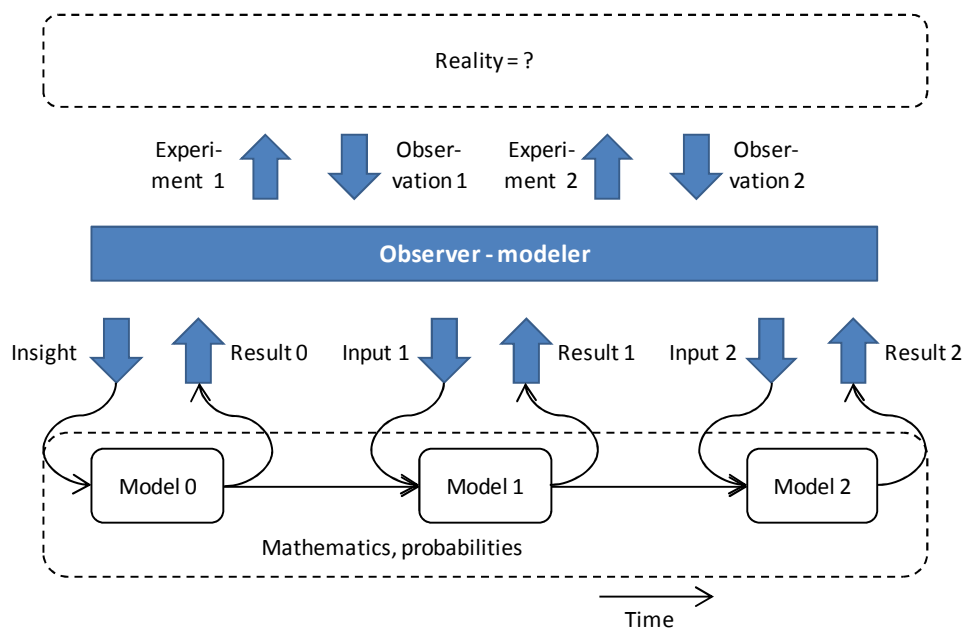 Reality = ?
Experi-
ment 1
Obser-
vation 1
Experi-
ment 2
Obser-
vation 2
Observer - modeler
Insight
Result 0
Input 1
Result 1
Input 2
Result 2
Model 0
Model 1
Model 2
Mathematics, probabilities
Time